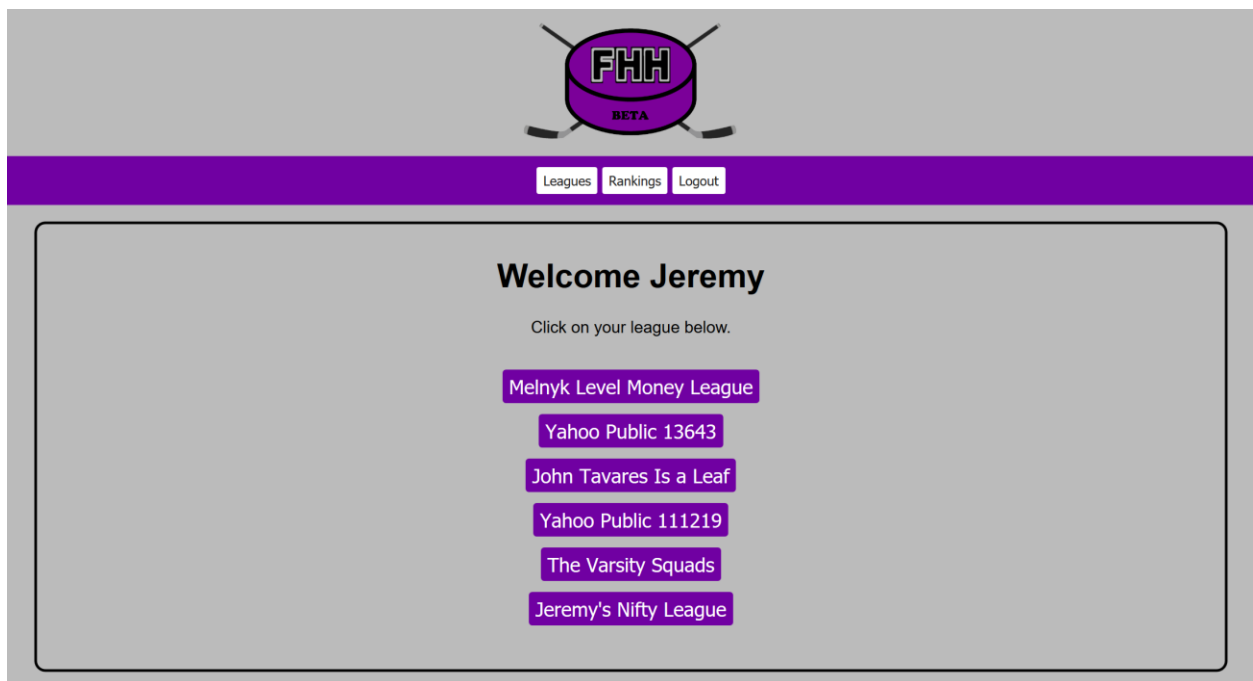 FHH
BETA
Leagues Rankings Logout
Welcome Jeremy
Click on your league below.
Melnyk Level Money League
Yahoo Public 13643
John Tavares Is a Leaf
Yahoo Public 111219
The Varsity Squads
Jeremy's Nifty League